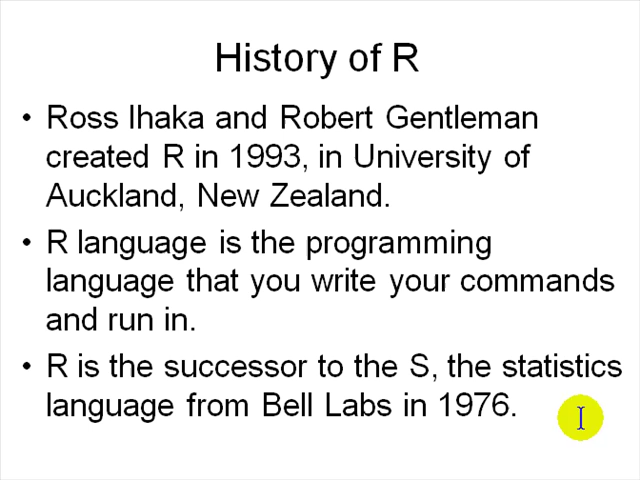 History of R
• Ross Ihaka and Robert Gentleman
created R in 1993, in University of
Auckland, New Zealand.
• R language is the programming
language that you write your commands
and run in.
• R is the successor to the S, the statistics
language from Bell Labs in 1976.